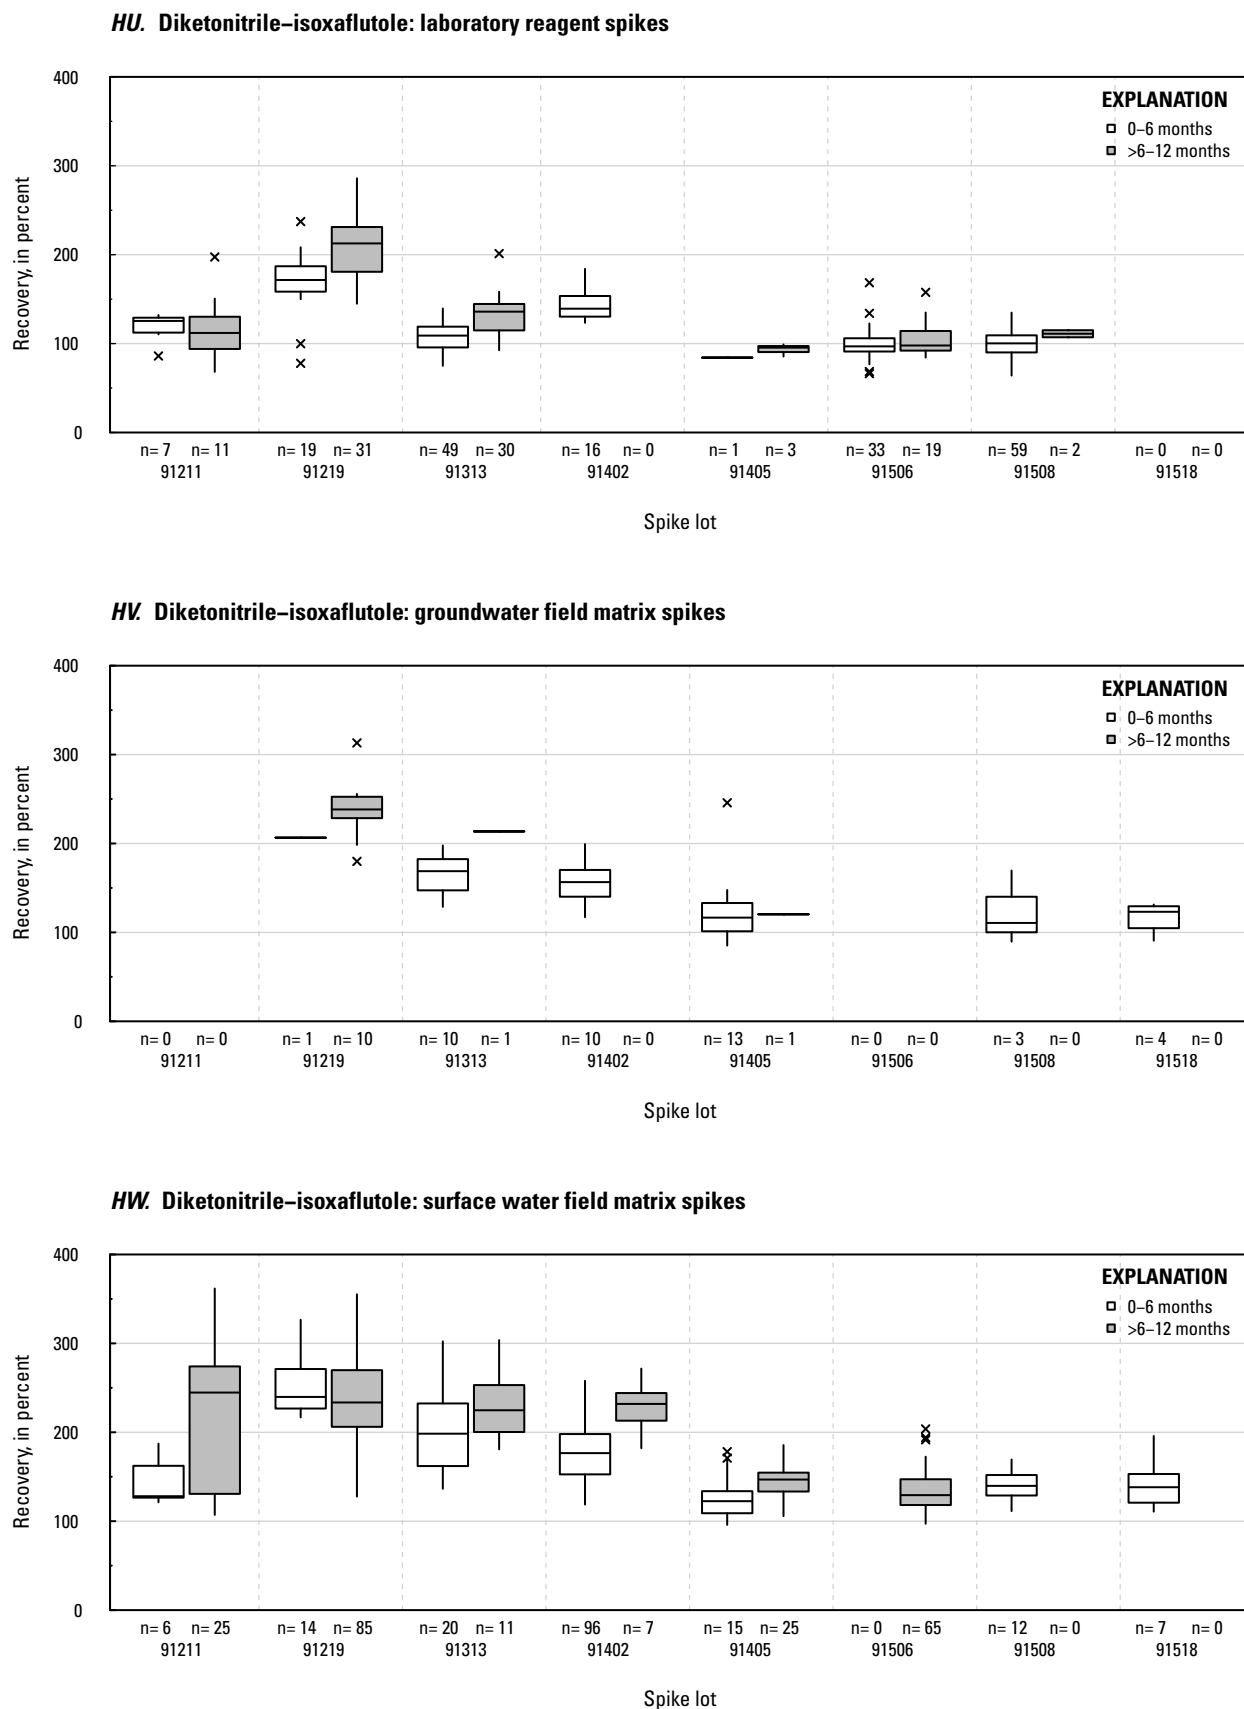 HU. Diketonitrile–isoxaflutole: laboratory reagent spikes
400
300
200
100
0
Recovery, in percent
EXPLANATION
0–6 months
>6–12 months
n= 7 n= 11 n= 19 n= 31 n= 49 n= 30 n= 16 n= 0 n= 1 n= 3 n= 33 n= 19 n= 59 n= 2 n= 0 n= 0
91211 91219 91313 91402 91405 91506 91508 91518
Spike lot
HV. Diketonitrile–isoxaflutole: groundwater field matrix spikes
400
300
200
100
0
Recovery, in percent
EXPLANATION
0–6 months
>6–12 months
n= 0 n= 0 n= 1 n= 10 n= 10 n= 1 n= 10 n= 0 n= 13 n= 1 n= 0 n= 0 n= 3 n= 0 n= 4 n= 0
91211 91219 91313 91402 91405 91506 91508 91518
Spike lot
HW. Diketonitrile–isoxaflutole: surface water field matrix spikes
400
300
200
100
0
Recovery, in percent
EXPLANATION
0–6 months
>6–12 months
n= 6 n= 25 n= 14 n= 85 n= 20 n= 11 n= 96 n= 7 n= 15 n= 25 n= 0 n= 65 n= 12 n= 0 n= 7 n= 0
91211 91219 91313 91402 91405 91506 91508 91518
Spike lot